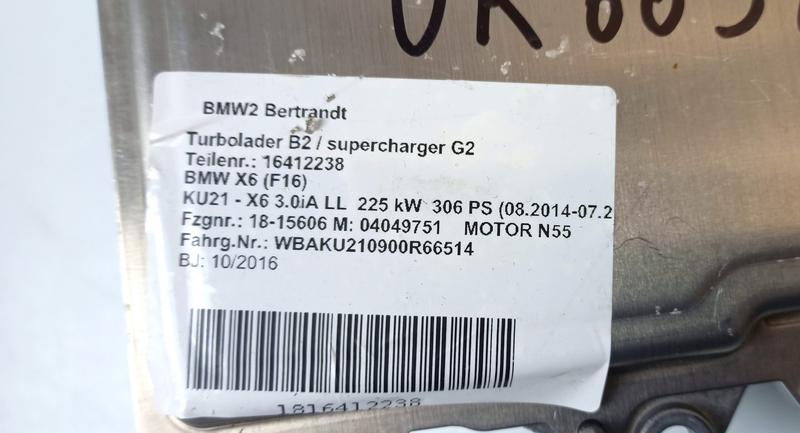 BMW2 Bertrandt
Turbolader B2 / supercharger G2
Teilenr.: 16412238
BMW X6 (F16)
KU21 - X6 3.0iA LL 225 kW 306 PS (08.2014-07.2
Fzgnr.: 18-15606 M: 04049751 MOTOR N55
Fahrg.Nr.: WBAKU210900R66514
BJ: 10/2016
1816412238